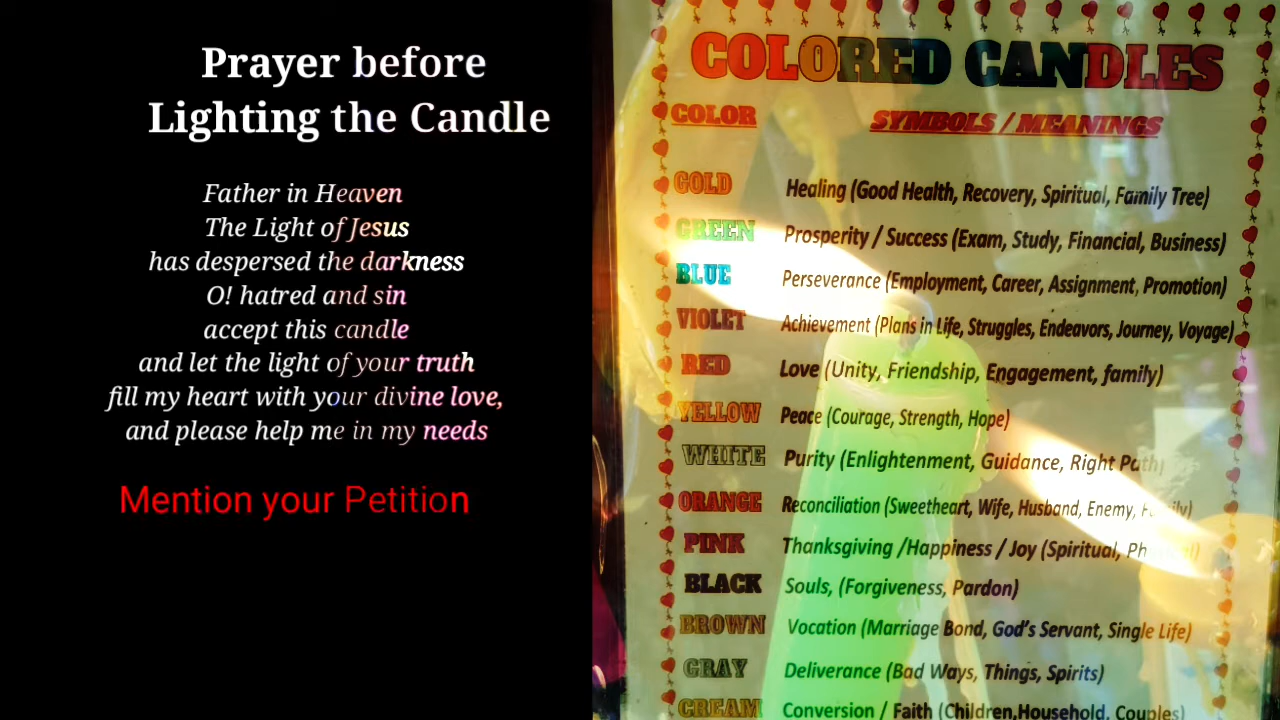 Prayer before
Lighting the Candle
Father in Heaven
The Light of Jesus
has despersed the darkness
O! hatred and sin
accept this candle
and let the light of your truth
fill my heart with your divine love,
and please help me in my needs
Mention your Petition
COLORED CANDLES
COLOR SYMBOLS / MEANINGS
GOLD Healing (Good Health, Recovery, Spiritual, Family Tree)
GREEN Prosperity / Success (Exam, Study, Financial, Business)
BLUE Perseverance (Employment, Career, Assignment, Promotion)
VIOLET Achievement (Plans in Life, Struggles, Endeavors, Journey, Voyage)
RED Love (Unity, Friendship, Engagement, family)
YELLOW Peace (Courage, Strength, Hope)
WHITE Purity (Enlightenment, Guidance, Right Path)
ORANGE Reconciliation (Sweetheart, Wife, Husband, Enemy, Family)
PINK Thanksgiving /Happiness / Joy (Spiritual, Physical)
BLACK Souls, (Forgiveness, Pardon)
BROWN Vocation (Marriage Bond, God's Servant, Single Life)
GRAY Deliverance (Bad Ways, Things, Spirits)
CREAM Conversion / Faith (Children,Household, Couples)